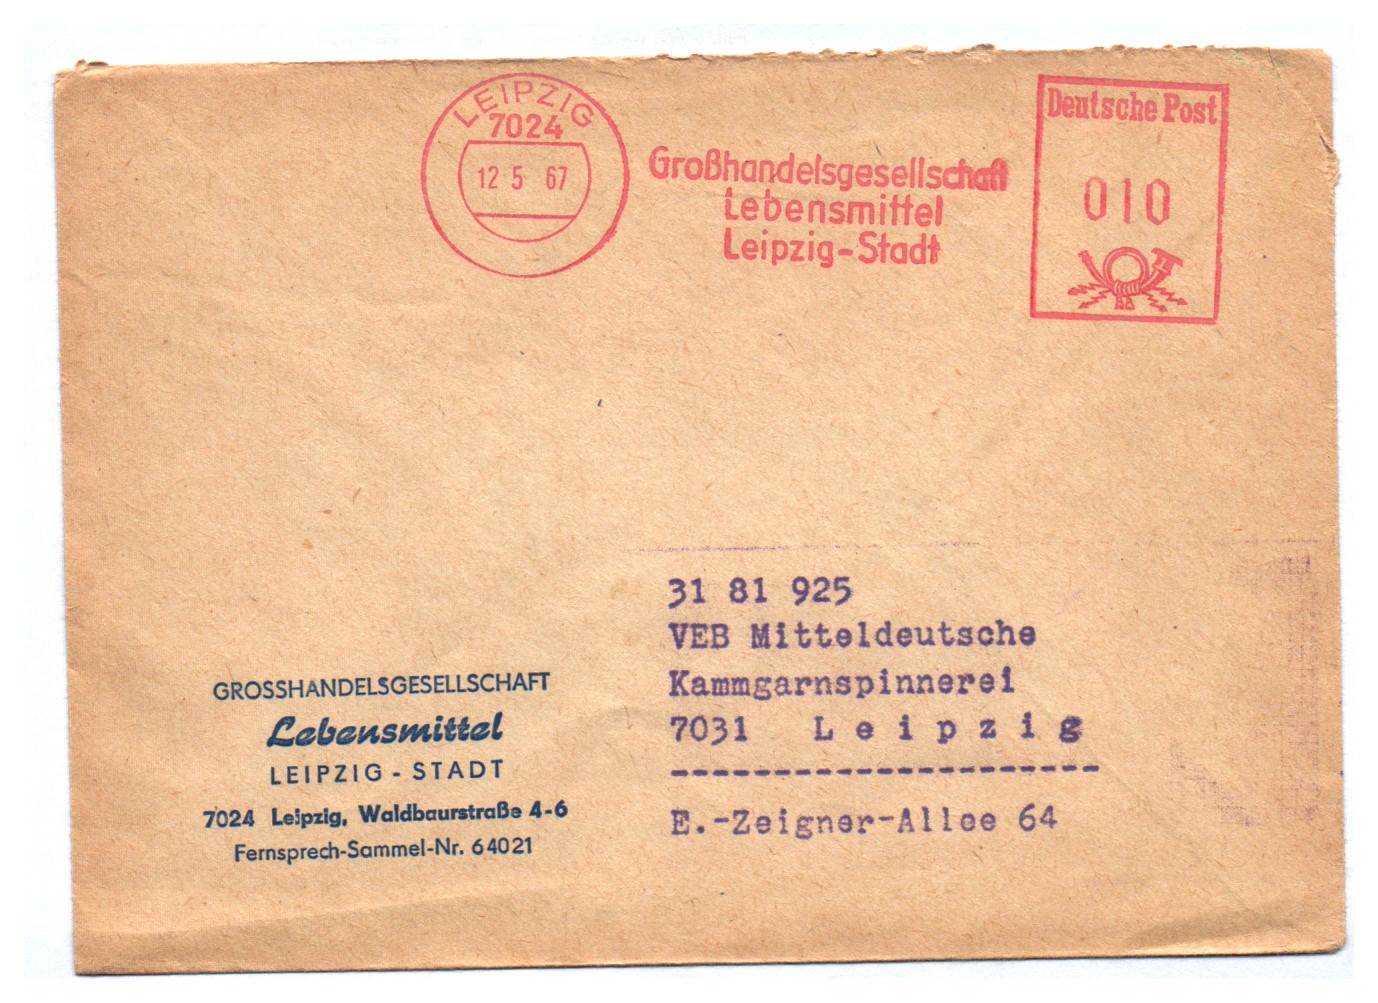 LEIPZIG
7024
12 5 67
Großhandelsgesellschaft
Lebensmittel
Leipzig-Stadt
Deutsche Post
010
31 81 925
VEB Mitteldeutsche
Kammgarnspinnerei
7031 L e i p z i g
---------------------
E.-Zeigner-Allee 64
GROSSHANDELSGESELLSCHAFT
Lebensmittel
LEIPZIG - STADT
7024 Leipzig, Waldbaurstraße 4-6
Fernsprech-Sammel-Nr. 64021